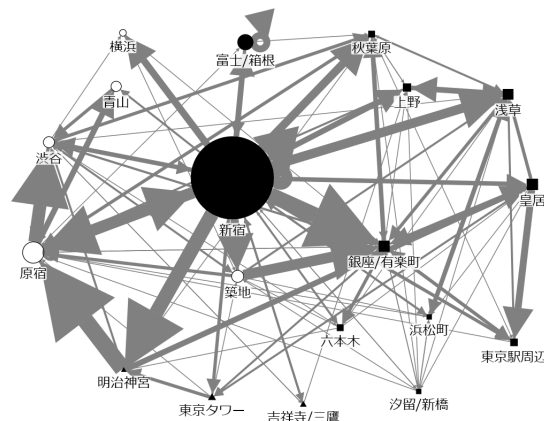 横浜
富士/箱根
秋葉原
青山
上野
浅草
渋谷
皇居
新宿
原宿
銀座/有楽町
築地
浜松町
六本木
東京駅周辺
明治神宮
東京タワー
吉祥寺/三鷹
汐留/新橋